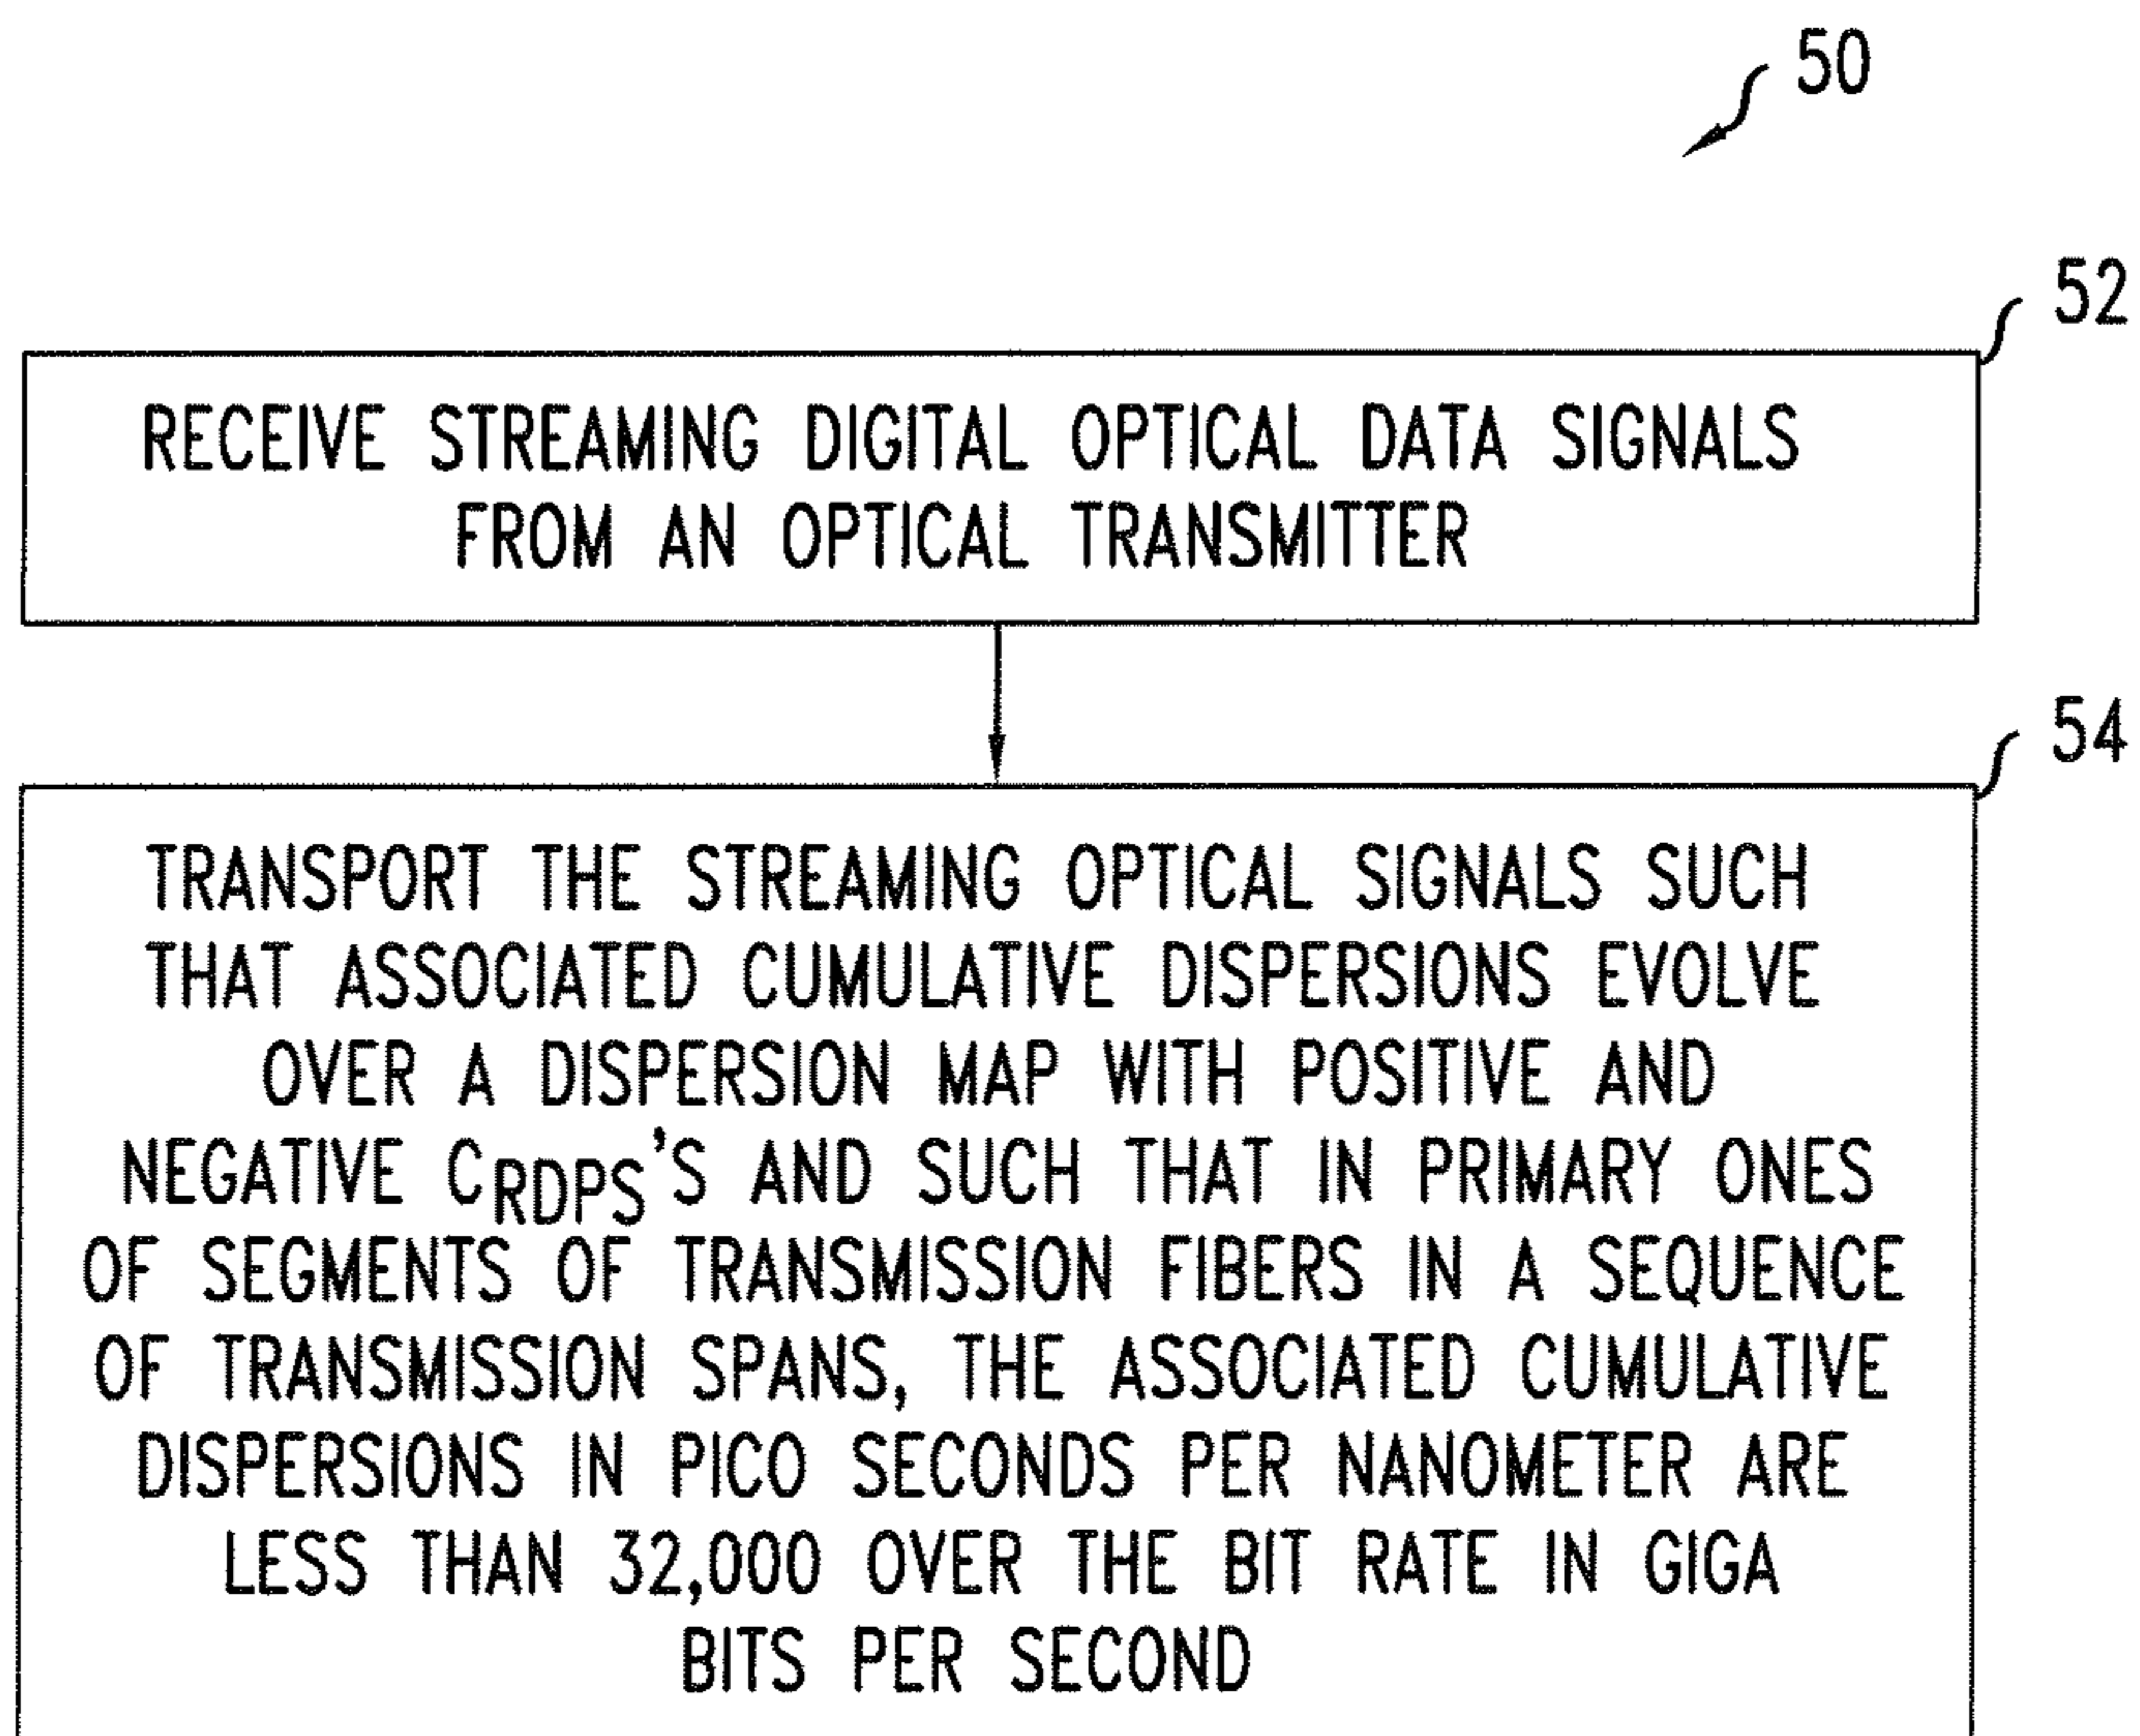 50
52
RECEIVE STREAMING DIGITAL OPTICAL DATA SIGNALS
FROM AN OPTICAL TRANSMITTER
54
TRANSPORT THE STREAMING OPTICAL SIGNALS SUCH
THAT ASSOCIATED CUMULATIVE DISPERSIONS EVOLVE
OVER A DISPERSION MAP WITH POSITIVE AND
NEGATIVE CRDPS'S AND SUCH THAT IN PRIMARY ONES
OF SEGMENTS OF TRANSMISSION FIBERS IN A SEQUENCE
OF TRANSMISSION SPANS, THE ASSOCIATED CUMULATIVE
DISPERSIONS IN PICO SECONDS PER NANOMETER ARE
LESS THAN 32,000 OVER THE BIT RATE IN GIGA
BITS PER SECOND